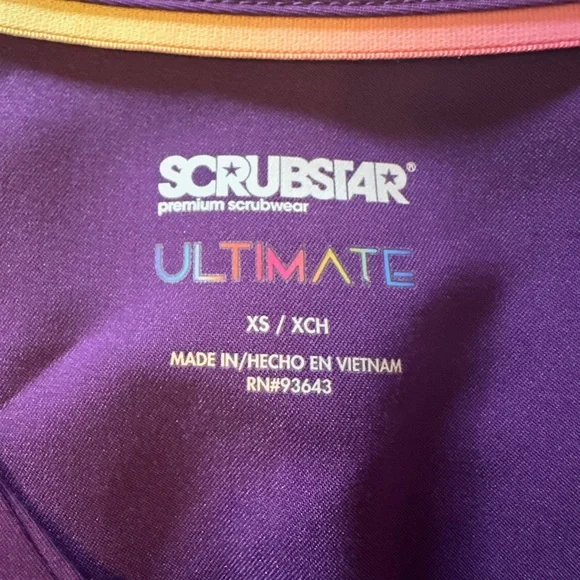 SCRUBSTAR®
premium scrubwear
ULTIMATE
XS / XCH
MADE IN/HECHO EN VIETNAM
RN#93643